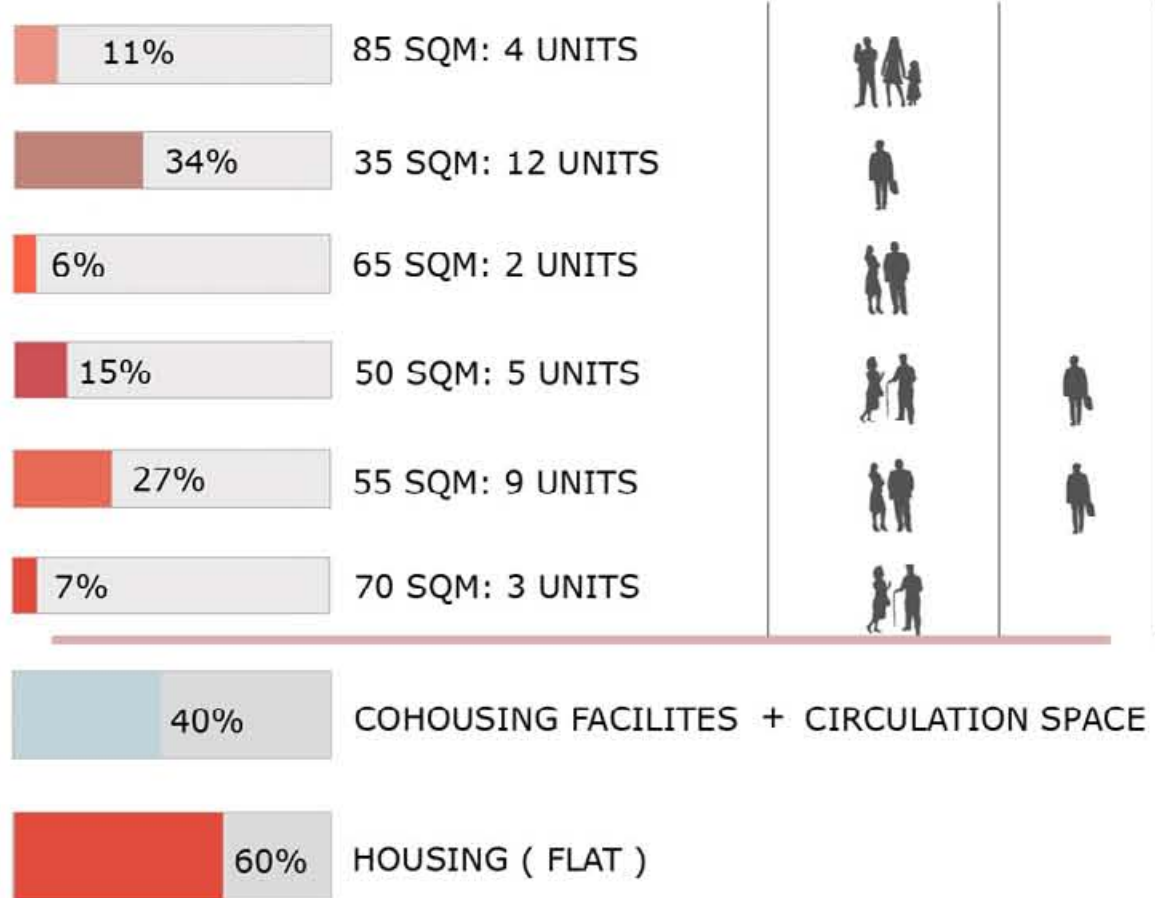 11% 85 SQM: 4 UNITS
34% 35 SQM: 12 UNITS
6% 65 SQM: 2 UNITS
15% 50 SQM: 5 UNITS
27% 55 SQM: 9 UNITS
7% 70 SQM: 3 UNITS
40% COHOUSING FACILITES + CIRCULATION SPACE
60% HOUSING ( FLAT )